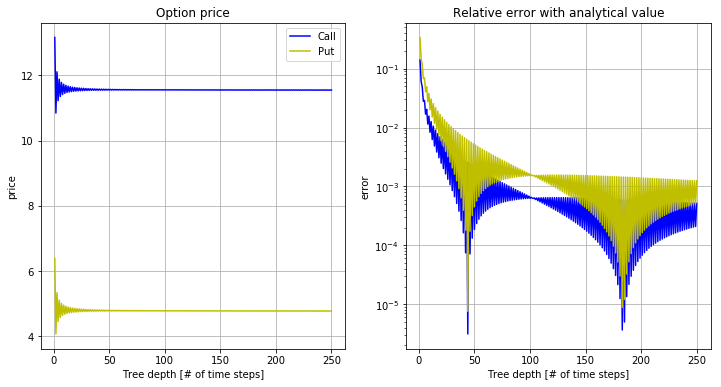 Option price
Call
Put
12
10
8
6
4
price
0
50
100
150
200
250
Tree depth [# of time steps]
Relative error with analytical value
10⁻¹
10⁻²
10⁻³
10⁻⁴
10⁻⁵
error
0
50
100
150
200
250
Tree depth [# of time steps]